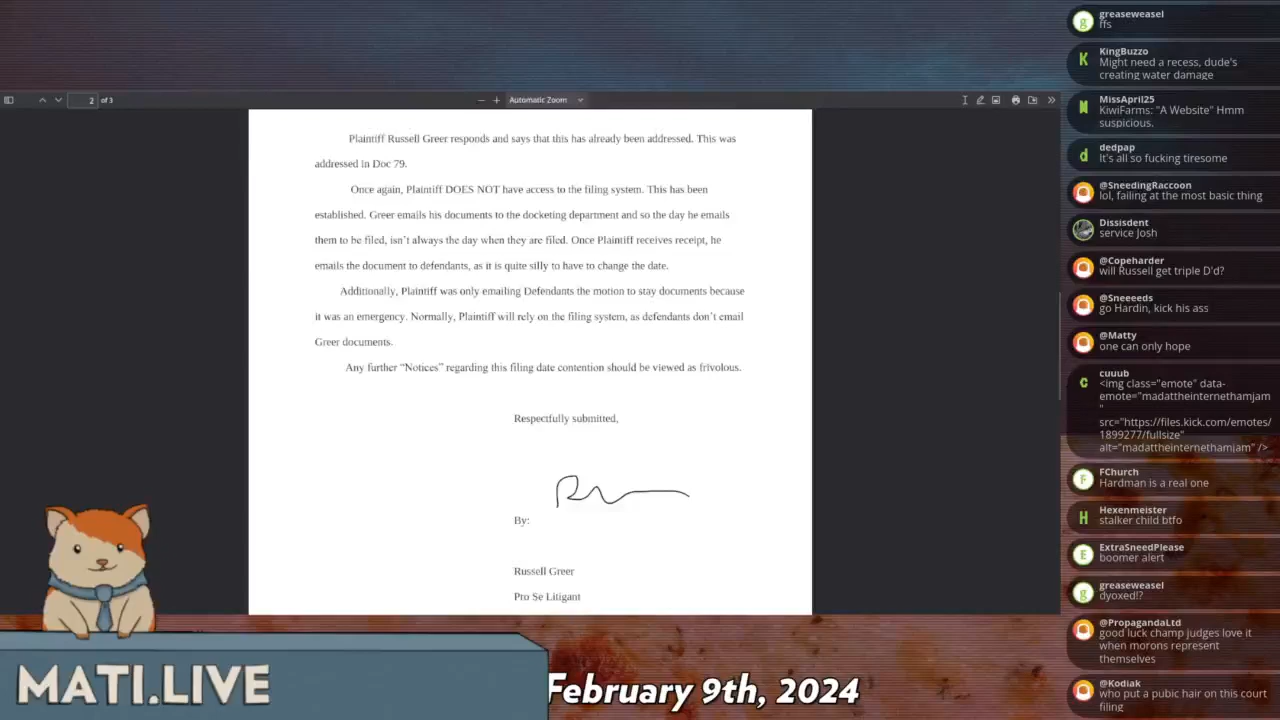 2
of 3
Automatic Zoom
Plaintiff Russell Greer responds and says that this has already been addressed. This was
addressed in Doc 79.
Once again, Plaintiff DOES NOT have access to the filing system. This has been
established. Greer emails his documents to the docketing department and so the day he emails
them to be filed, isn't always the day when they are filed. Once Plaintiff receives receipt, he
emails the document to defendants, as it is quite silly to have to change the date.
Additionally, Plaintiff was only emailing Defendants the motion to stay documents because
it was an emergency. Normally, Plaintiff will rely on the filing system, as defendants don't email
Greer documents.
Any further “Notices” regarding this filing date contention should be viewed as frivolous.
Respectfully submitted,
By:
Russell Greer
Pro Se Litigant
MATI.LIVE
February 9th, 2024
g
greaseweasel
ffs
K
KingBuzzo
Might need a recess, dude's
creating water damage
M
MissApril25
KiwiFarms: "A Website" Hmm
suspicious.
d
dedpap
It's all so fucking tiresome
@SneedingRaccoon
lol, failing at the most basic thing
Dissisdent
service Josh
@Copeharder
will Russell get triple D'd?
@Sneeeeds
go Hardin, kick his ass
@Matty
one can only hope
c
cuuub
<img class="emote" data-
emote="madattheinternethamjam
"
src="https://files.kick.com/emotes/
1899277/fullsize"
alt="madattheinternethamjam" />
F
FChurch
Hardman is a real one
H
Hexenmeister
stalker child btfo
E
ExtraSneedPlease
boomer alert
g
greaseweasel
dyoxed!?
@PropagandaLtd
good luck champ judges love it
when morons represent
themselves
@Kodiak
who put a pubic hair on this court
filing